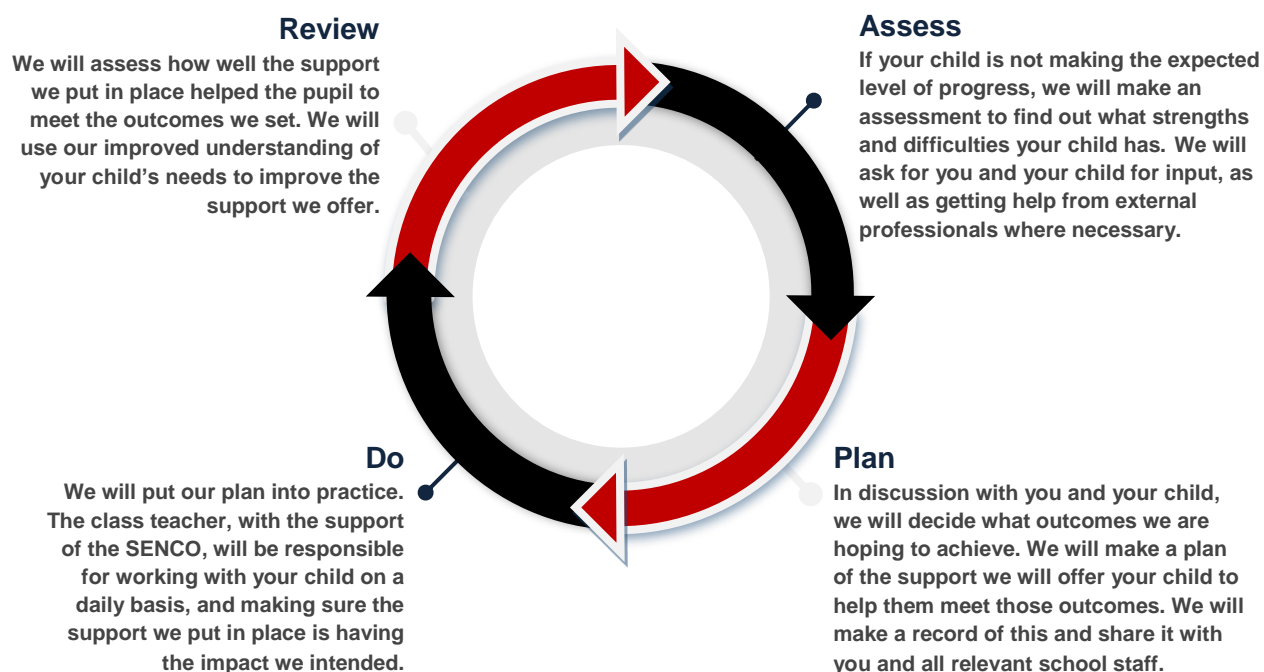 Review
We will assess how well the support
we put in place helped the pupil to
meet the outcomes we set. We will
use our improved understanding of
your child’s needs to improve the
support we offer.
Assess
If your child is not making the expected
level of progress, we will make an
assessment to find out what strengths
and difficulties your child has. We will
ask for you and your child for input, as
well as getting help from external
professionals where necessary.
Do
We will put our plan into practice.
The class teacher, with the support
of the SENCO, will be responsible
for working with your child on a
daily basis, and making sure the
support we put in place is having
the impact we intended.
Plan
In discussion with you and your child,
we will decide what outcomes we are
hoping to achieve. We will make a plan
of the support we will offer your child to
help them meet those outcomes. We will
make a record of this and share it with
you and all relevant school staff.